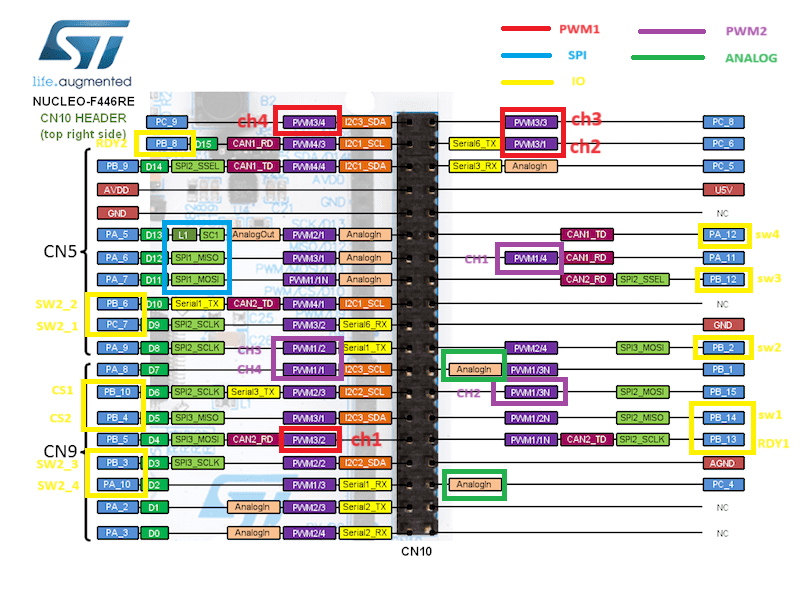 PWM1 PWM2
SPI ANALOG
IO
life.augmented
NUCLEO-F446RE
CN10 HEADER
(top right side)
PC_9 ch4 PWM3/4 I2C3_SDA PWM3/3 ch3 PC_8
RDY2 PB_8 D15 CAN1_RD PWM4/3 I2C1_SCL Serial6_TX PWM3/1 ch2 PC_6
PB_9 D14 SPI2_SSEL CAN1_TD PWM4/4 I2C1_SDA Serial3_RX AnalogIn PC_5
AVDD U5V
GND NC
PA_5 D13 L1 SC1 AnalogOut PWM2/1 AnalogIn CAN1_TD PA_12 sw4
CN5
PA_6 D12 SPI1_MISO PWM3/1 AnalogIn CH1 PWM1/4 CAN1_RD PA_11
PA_7 D11 SPI1_MOSI PWM1/1N AnalogIn CAN2_RD SPI2_SSEL PB_12 sw3
SW2_2 PB_6 D10 Serial1_TX CAN2_TD PWM4/1 I2C1_SCL NC
SW2_1 PC_7 D9 SPI2_SCLK PWM3/2 Serial6_RX GND
PA_9 D8 SPI2_SCLK CH3 PWM1/2 Serial1_TX PWM2/4 SPI3_MOSI PB_2 sw2
PA_8 D7 CH4 PWM1/1 I2C3_SCL AnalogIn PWM1/3N PB_1
CS1 PB_10 D6 SPI2_SCLK Serial3_TX PWM2/3 I2C2_SCL CH2 PWM1/3N SPI2_MOSI PB_15
CS2 PB_4 D5 SPI3_MISO PWM3/1 I2C3_SDA PWM1/2N SPI2_MISO PB_14 sw1
PB_5 D4 SPI3_MOSI CAN2_RD PWM3/2 ch1 PWM1/1N CAN2_TD SPI2_SCLK PB_13 RDY1
CN9
SW2_3 PB_3 D3 SPI3_SCLK PWM2/2 I2C2_SDA AGND
SW2_4 PA_10 D2 PWM1/3 Serial1_RX AnalogIn PC_4
PA_2 D1 AnalogIn PWM2/3 Serial2_TX NC
PA_3 D0 AnalogIn PWM2/4 Serial2_RX NC
CN10